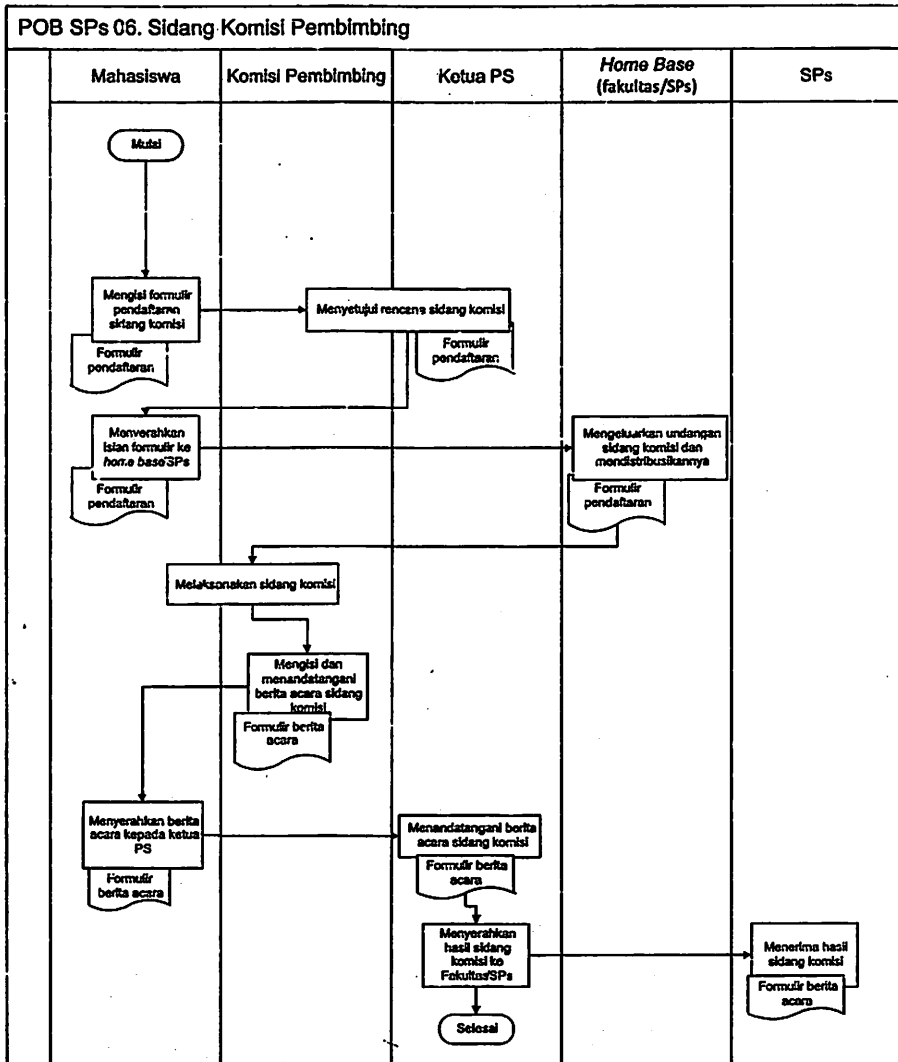 POB SPs 06. Sidang Komisi Pembimbing
Mahasiswa
Komisi Pembimbing
Ketua PS
Home Base
(fakultas/SPs)
SPs
Mulai
Mengisi formulir
pendaftaran
sidang komisi
Formulir
pendaftaran
Menyetujui rencana sidang komisi
Formulir
pendaftaran
Menyerahkan
isian formulir ke
home base/SPs
Formulir
pendaftaran
Mengeluarkan undangan
sidang komisi dan
mendistribusikannya
Formulir
pendaftaran
Melaksanakan sidang komisi
Mengisi dan
menandatangani
berita acara sidang
komisi
Formulir berita
acara
Menyerahkan berita
acara kepada ketua
PS
Formulir
berita acara
Menandatangani berita
acara sidang komisi
Formulir berita
acara
Menyerahkan
hasil sidang
komisi ke
Fakultas/SPs
Menerima hasil
sidang komisi
Formulir berita
acara
Selesai